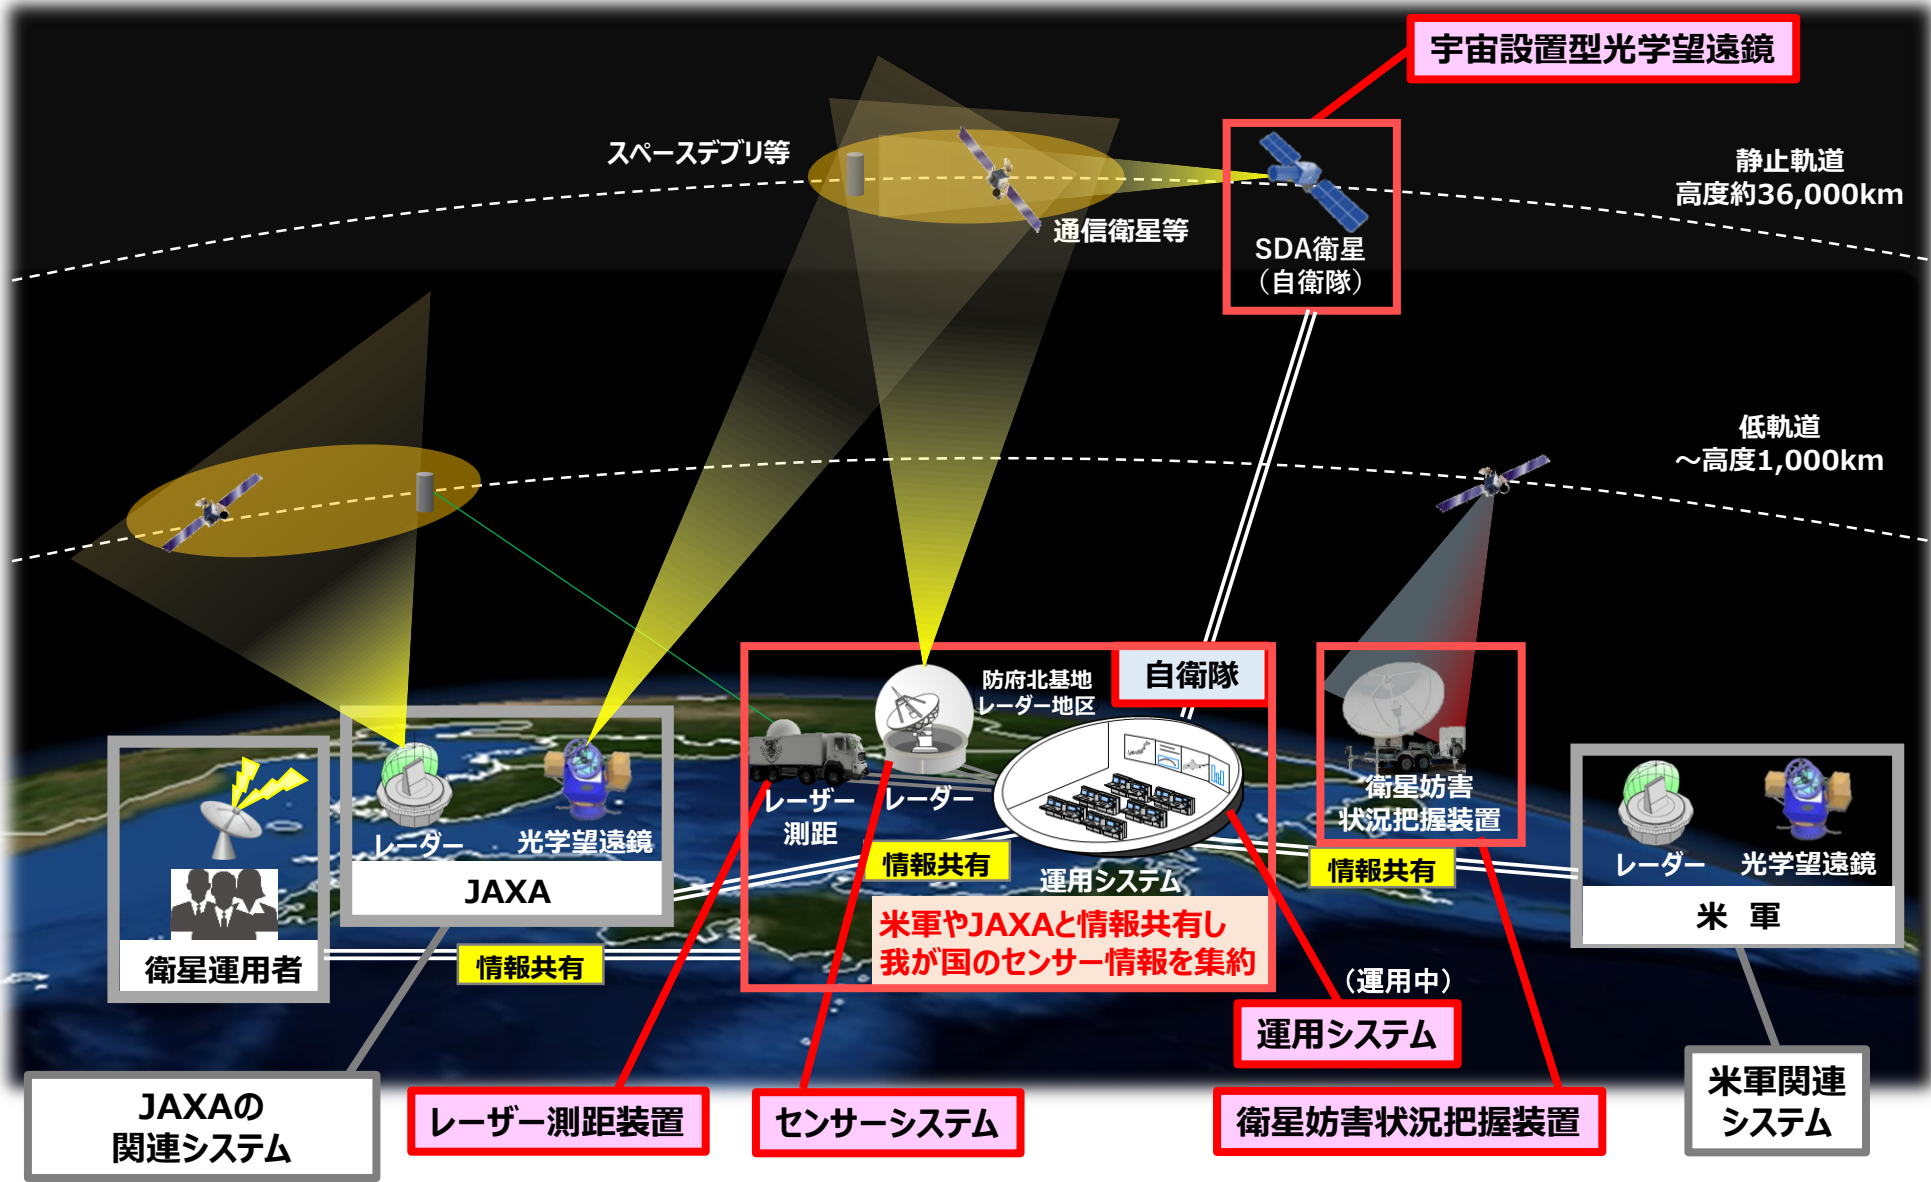 宇宙設置型光学望遠鏡
スペースデブリ等
静止軌道
高度約36,000km
通信衛星等
SDA衛星
（自衛隊）
低軌道
～高度1,000km
自衛隊
防府北基地
レーダー地区
レーザー
測距
レーダー
衛星妨害
状況把握装置
レーダー
光学望遠鏡
JAXA
情報共有
運用システム
情報共有
レーダー
光学望遠鏡
米 軍
米軍やJAXAと情報共有し
我が国のセンサー情報を集約
衛星運用者
情報共有
（運用中）
運用システム
JAXAの
関連システム
レーザー測距装置
センサーシステム
衛星妨害状況把握装置
米軍関連
システム